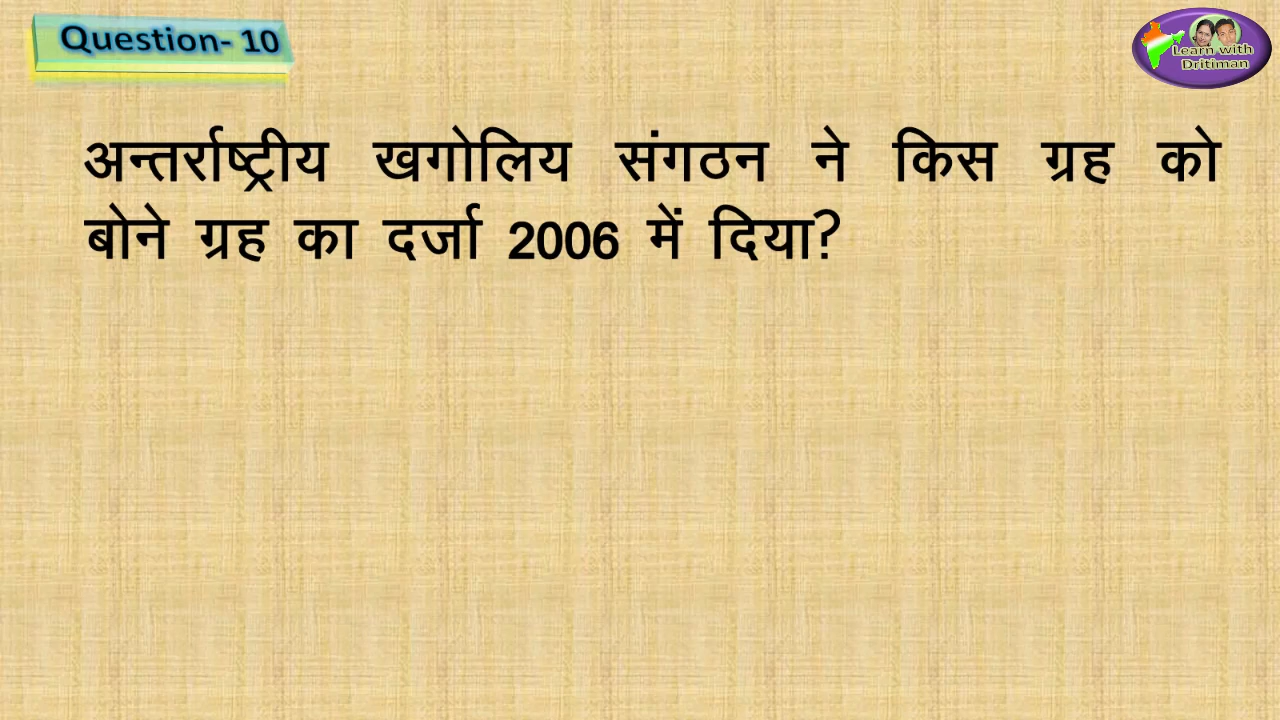 Question- 10
Learn with
Dritiman
अन्तर्राष्ट्रीय खगोलिय संगठन ने किस ग्रह को
बोने ग्रह का दर्जा 2006 में दिया?